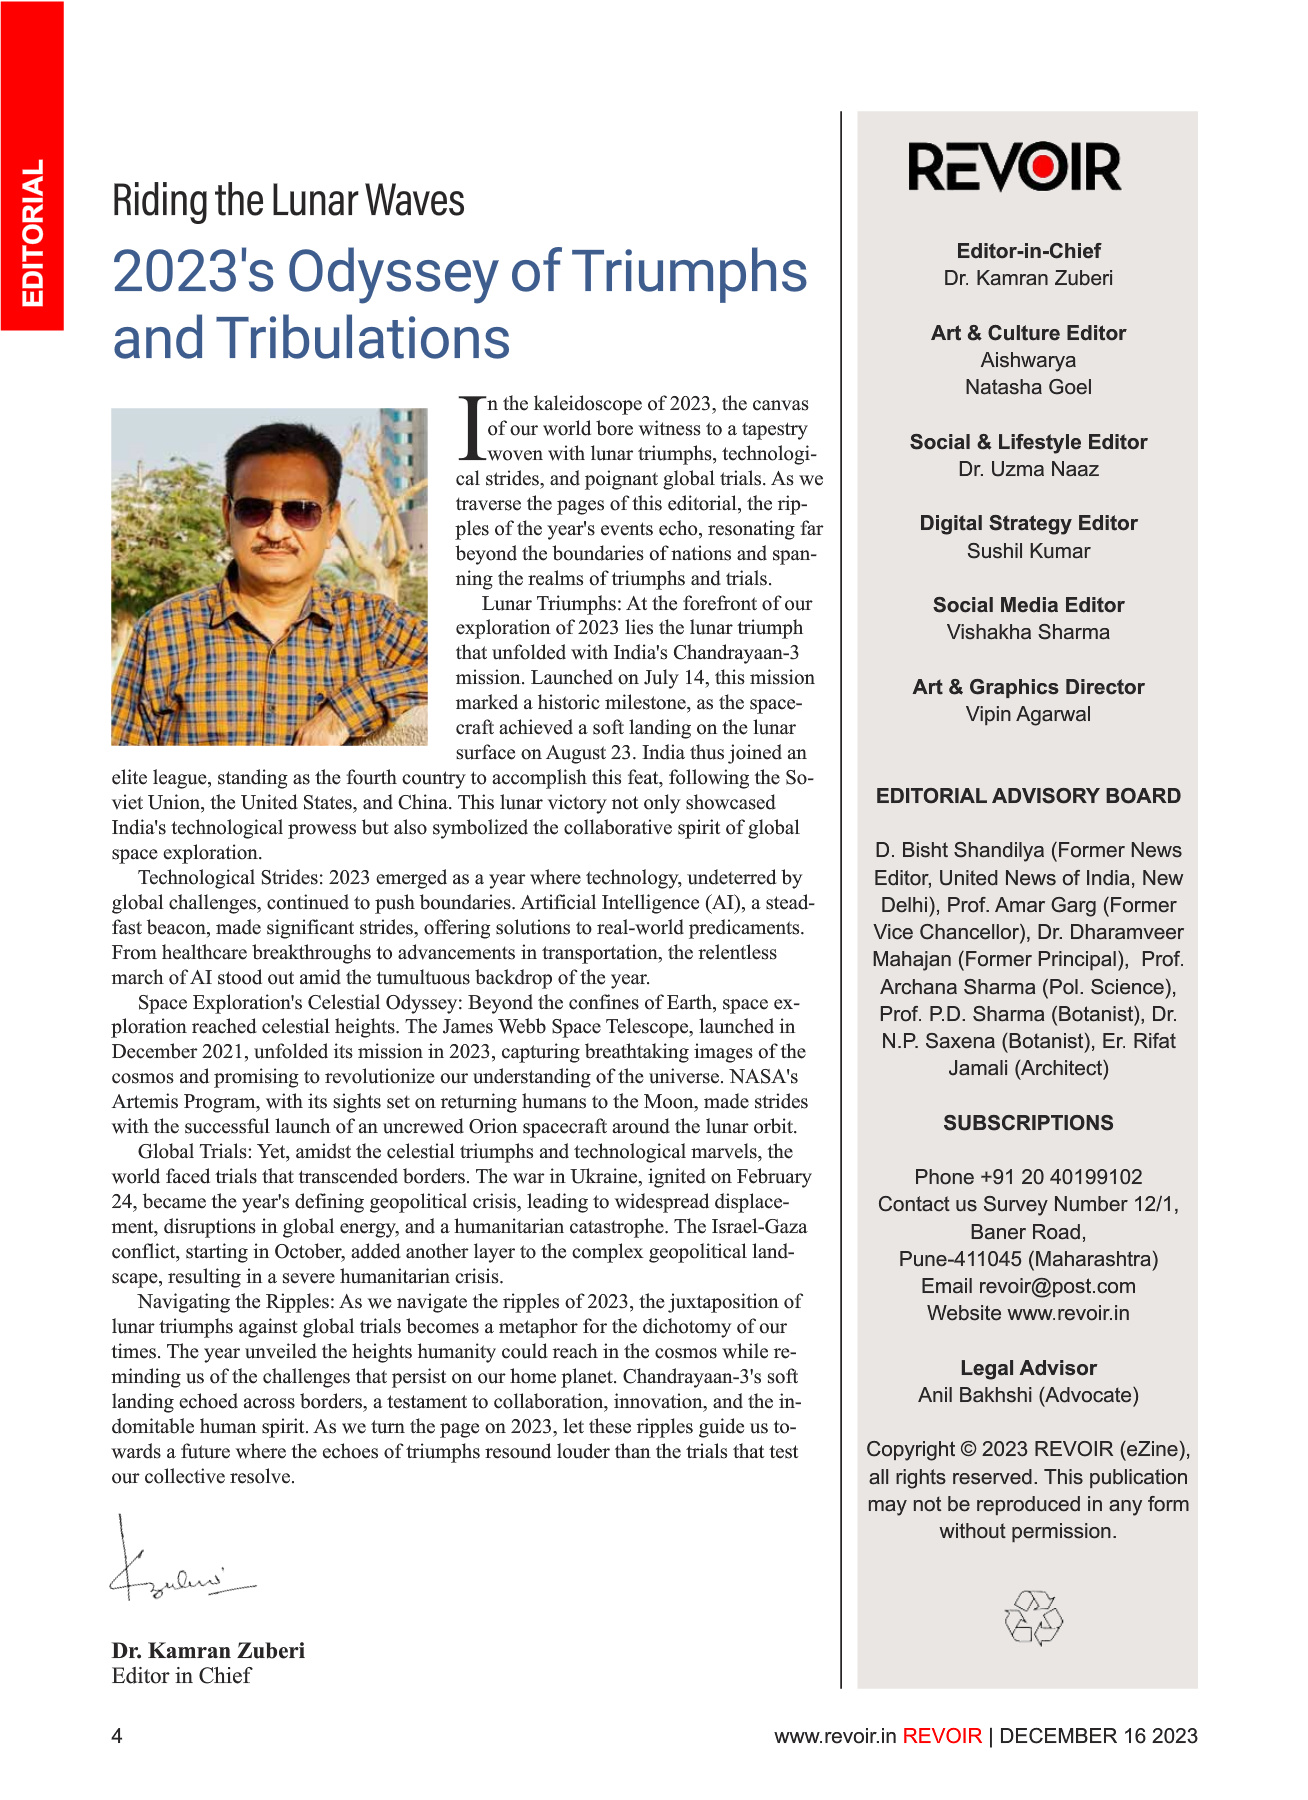 EDITORIAL
Riding the Lunar Waves
2023's Odyssey of Triumphs
and Tribulations
In the kaleidoscope of 2023, the canvas
of our world bore witness to a tapestry
woven with lunar triumphs, technologi-
cal strides, and poignant global trials. As we
traverse the pages of this editorial, the rip-
ples of the year's events echo, resonating far
beyond the boundaries of nations and span-
ning the realms of triumphs and trials.
Lunar Triumphs: At the forefront of our
exploration of 2023 lies the lunar triumph
that unfolded with India's Chandrayaan-3
mission. Launched on July 14, this mission
marked a historic milestone, as the space-
craft achieved a soft landing on the lunar
surface on August 23. India thus joined an
elite league, standing as the fourth country to accomplish this feat, following the So-
viet Union, the United States, and China. This lunar victory not only showcased
India's technological prowess but also symbolized the collaborative spirit of global
space exploration.
Technological Strides: 2023 emerged as a year where technology, undeterred by
global challenges, continued to push boundaries. Artificial Intelligence (AI), a stead-
fast beacon, made significant strides, offering solutions to real-world predicaments.
From healthcare breakthroughs to advancements in transportation, the relentless
march of AI stood out amid the tumultuous backdrop of the year.
Space Exploration's Celestial Odyssey: Beyond the confines of Earth, space ex-
ploration reached celestial heights. The James Webb Space Telescope, launched in
December 2021, unfolded its mission in 2023, capturing breathtaking images of the
cosmos and promising to revolutionize our understanding of the universe. NASA's
Artemis Program, with its sights set on returning humans to the Moon, made strides
with the successful launch of an uncrewed Orion spacecraft around the lunar orbit.
Global Trials: Yet, amidst the celestial triumphs and technological marvels, the
world faced trials that transcended borders. The war in Ukraine, ignited on February
24, became the year's defining geopolitical crisis, leading to widespread displace-
ment, disruptions in global energy, and a humanitarian catastrophe. The Israel-Gaza
conflict, starting in October, added another layer to the complex geopolitical land-
scape, resulting in a severe humanitarian crisis.
Navigating the Ripples: As we navigate the ripples of 2023, the juxtaposition of
lunar triumphs against global trials becomes a metaphor for the dichotomy of our
times. The year unveiled the heights humanity could reach in the cosmos while re-
minding us of the challenges that persist on our home planet. Chandrayaan-3's soft
landing echoed across borders, a testament to collaboration, innovation, and the in-
domitable human spirit. As we turn the page on 2023, let these ripples guide us to-
wards a future where the echoes of triumphs resound louder than the trials that test
our collective resolve.
Kzuberi
Dr. Kamran Zuberi
Editor in Chief
REVOIR
Editor-in-Chief
Dr. Kamran Zuberi
Art & Culture Editor
Aishwarya
Natasha Goel
Social & Lifestyle Editor
Dr. Uzma Naaz
Digital Strategy Editor
Sushil Kumar
Social Media Editor
Vishakha Sharma
Art & Graphics Director
Vipin Agarwal
EDITORIAL ADVISORY BOARD
D. Bisht Shandilya (Former News
Editor, United News of India, New
Delhi), Prof. Amar Garg (Former
Vice Chancellor), Dr. Dharamveer
Mahajan (Former Principal), Prof.
Archana Sharma (Pol. Science),
Prof. P.D. Sharma (Botanist), Dr.
N.P. Saxena (Botanist), Er. Rifat
Jamali (Architect)
SUBSCRIPTIONS
Phone +91 20 40199102
Contact us Survey Number 12/1,
Baner Road,
Pune-411045 (Maharashtra)
Email revoir@post.com
Website www.revoir.in
Legal Advisor
Anil Bakhshi (Advocate)
Copyright © 2023 REVOIR (eZine),
all rights reserved. This publication
may not be reproduced in any form
without permission.
4
www.revoir.in REVOIR | DECEMBER 16 2023